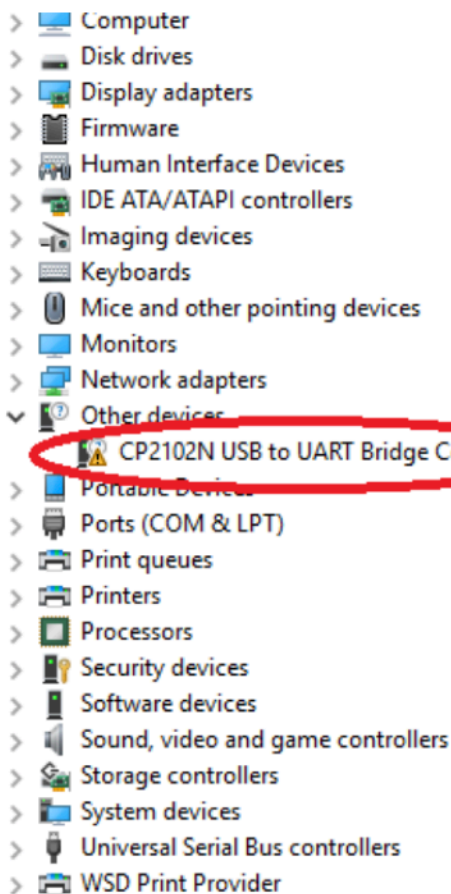 Computer
Disk drives
Display adapters
Firmware
Human Interface Devices
IDE ATA/ATAPI controllers
Imaging devices
Keyboards
Mice and other pointing devices
Monitors
Network adapters
Other devices
CP2102N USB to UART Bridge C
Portable Devices
Ports (COM & LPT)
Print queues
Printers
Processors
Security devices
Software devices
Sound, video and game controllers
Storage controllers
System devices
Universal Serial Bus controllers
WSD Print Provider